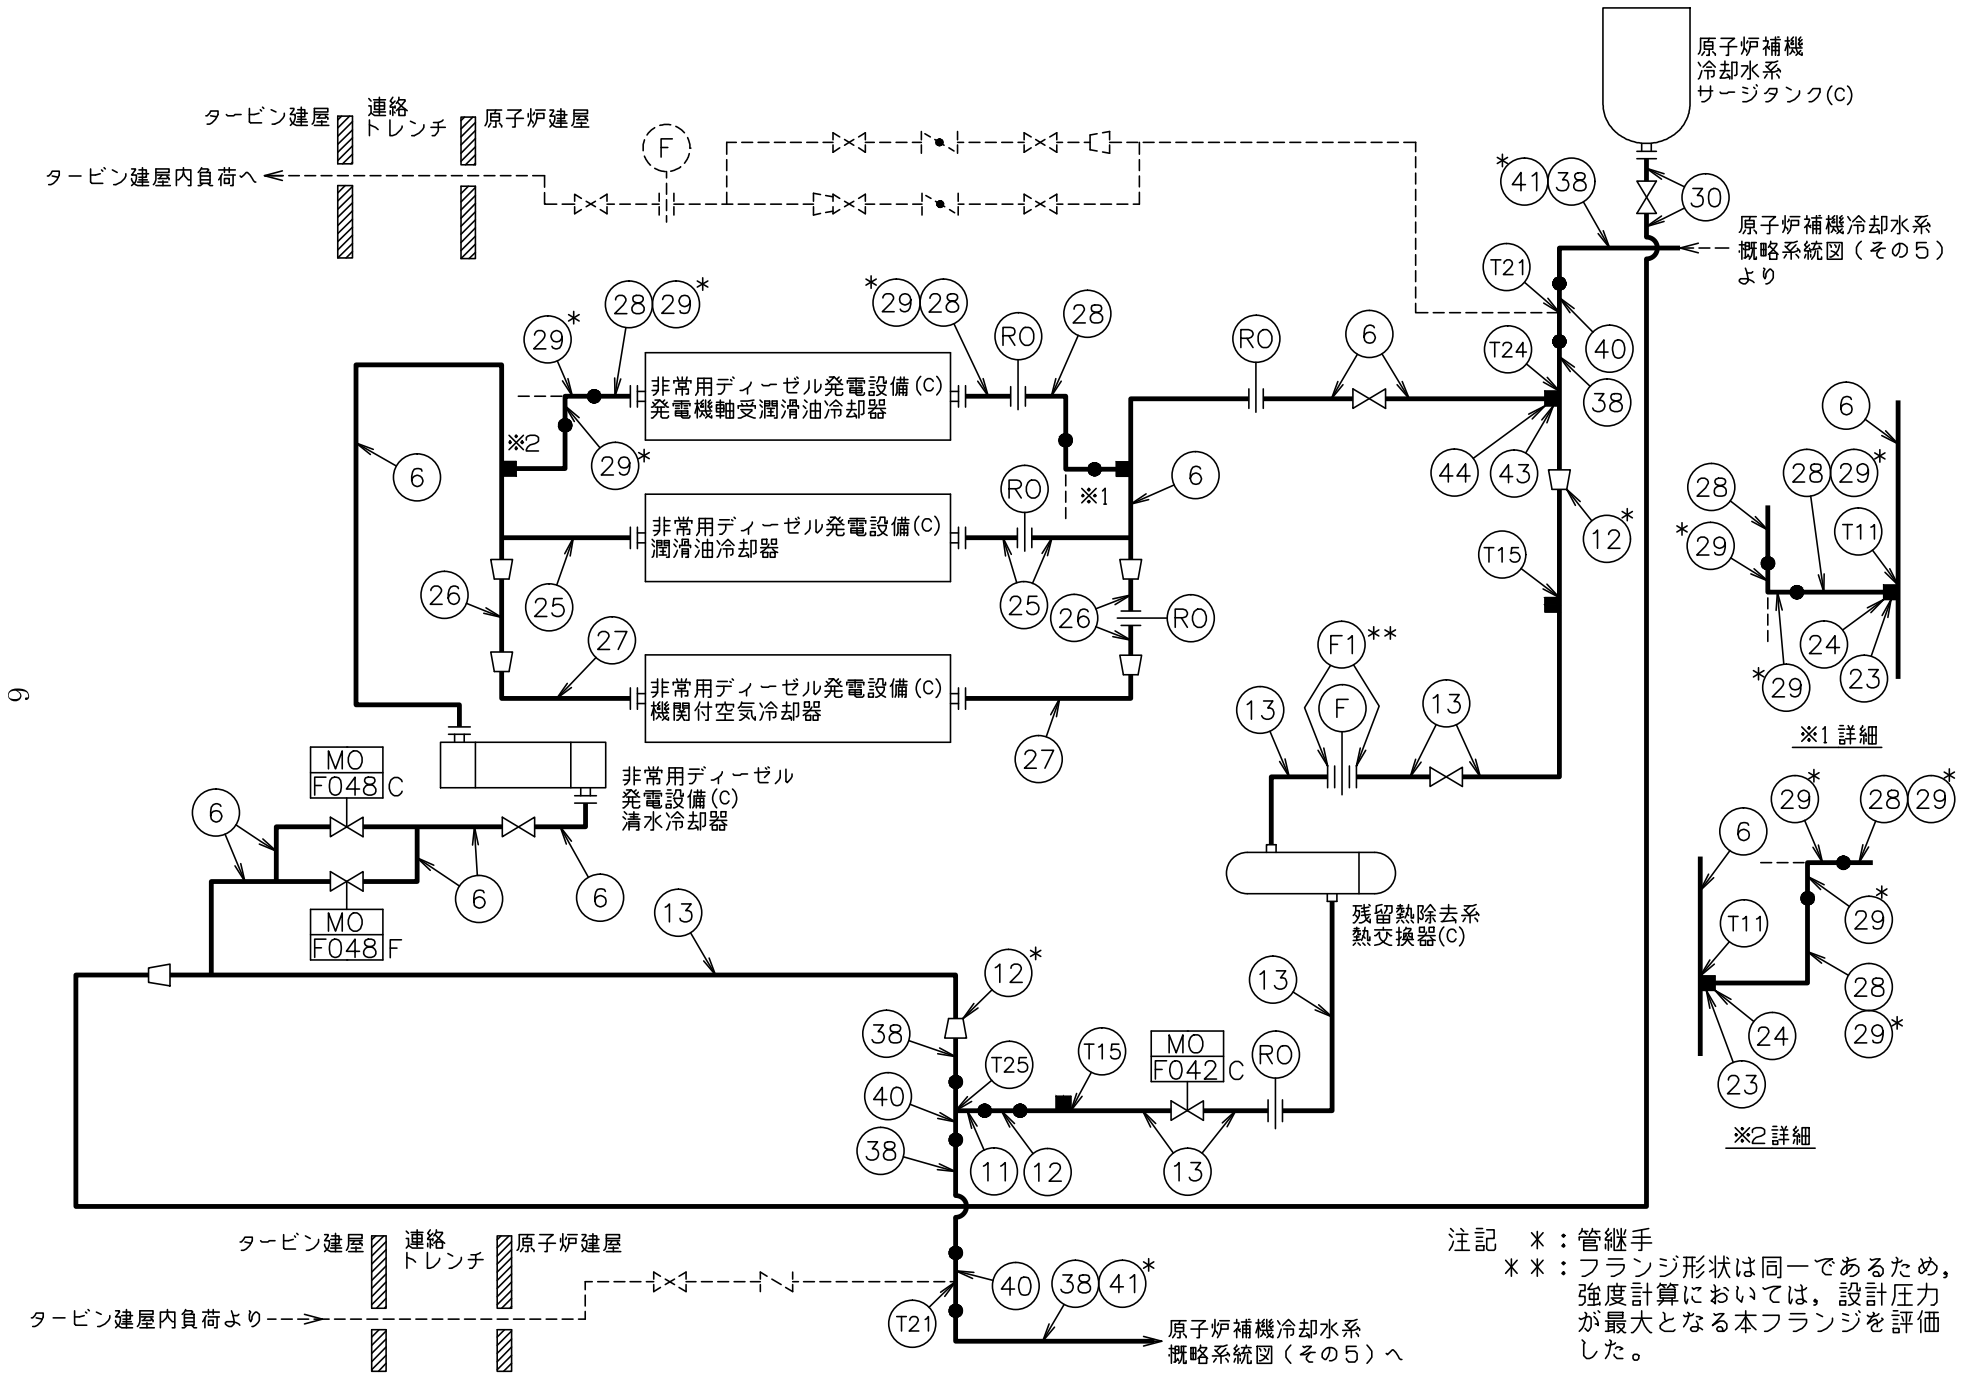 原子炉補機
冷却水系
サージタンク(C)
タービン建屋
連絡
トレンチ
原子炉建屋
F
タービン建屋内負荷へ
*
41
38
30
原子炉補機冷却水系
概略系統図(その5)
より
T21
40
T24
38
44
43
12
*
T15
29
*
28
29
*
*
29
28
RO
28
RO
6
非常用ディーゼル発電設備(C)
発電機軸受潤滑油冷却器
※2
29
*
6
※1
RO
6
非常用ディーゼル発電設備(C)
潤滑油冷却器
26
25
25
26
RO
27
非常用ディーゼル発電設備(C)
機関付空気冷却器
27
F1
**
F
13
13
6
28
28
29
*
*
29
T11
24
*
29
23
※1 詳細
MO
F048
C
非常用ディーゼル
発電設備(C)
清水冷却器
6
MO
F048
F
6
6
13
残留熱除去系
熱交換器(C)
29
*
28
29
*
6
29
*
T11
28
29
*
24
23
※2 詳細
12
*
13
38
T25
T15
MO
F042
C
RO
40
38
11
12
13
タービン建屋
連絡
トレンチ
原子炉建屋
タービン建屋内負荷より
40
38
41
*
T21
原子炉補機冷却水系
概略系統図(その5)へ
注記 *:管継手
**:フランジ形状は同一であるため,
強度計算においては,設計圧力
が最大となる本フランジを評価
した。
6